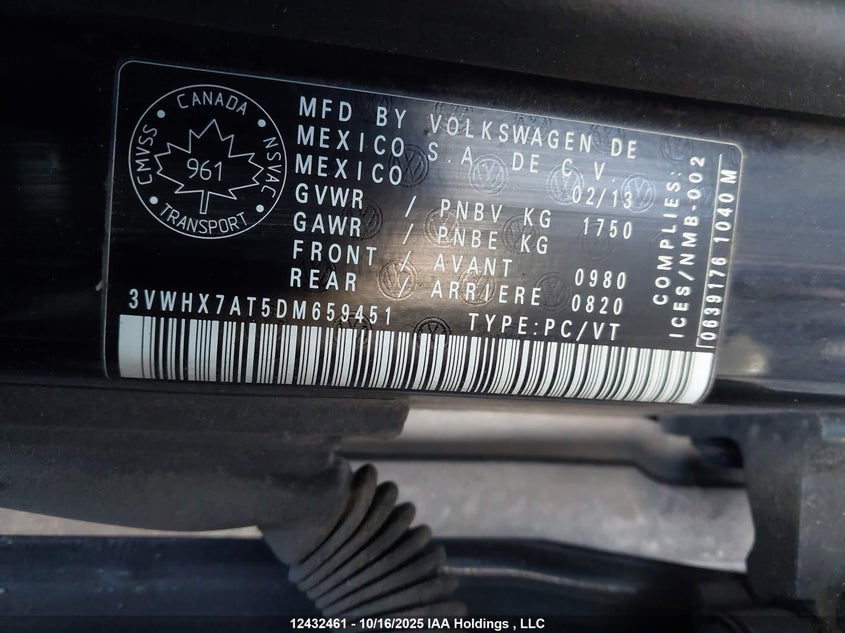 CANADA
CMVSS
NSVAC
961
TRANSPORT
MFD BY VOLKSWAGEN DE
MEXICO S.A. DE C.V.
MEXICO 02/13
GVWR / PNBV KG 1750
GAWR / PNBE KG
FRONT / AVANT 0980
REAR / ARRIERE 0820
3VWHX7AT5DM659451 TYPE:PC/VT
COMPLIES:
ICES/NMB-002
0639176 1040 M
12432461 - 10/16/2025 IAA Holdings , LLC